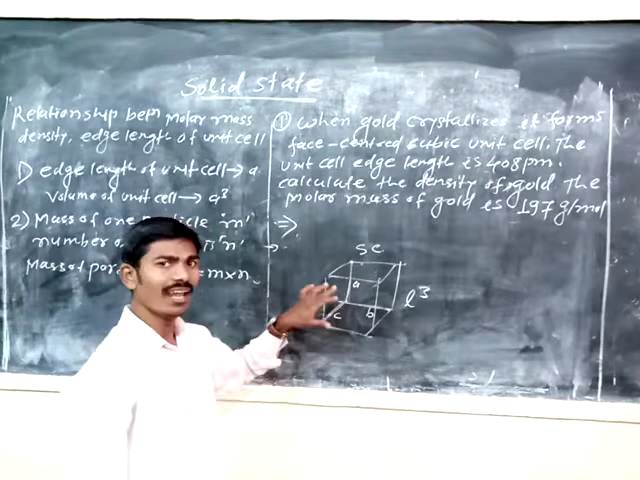 Solid state
Relationship betn molar mass
density, edge length of unit cell
1) edge length of unit cell → a
Volume of unit cell → a³
2) Mass of one particle 'm'
number 'n' →
Mass of = m×n
① When gold crystallizes it forms
face-centred cubic unit cell. The
unit cell edge length is 408pm.
calculate the density of gold. The
molar mass of gold is 197 g/mol
⇒
SC
a
c b
l³